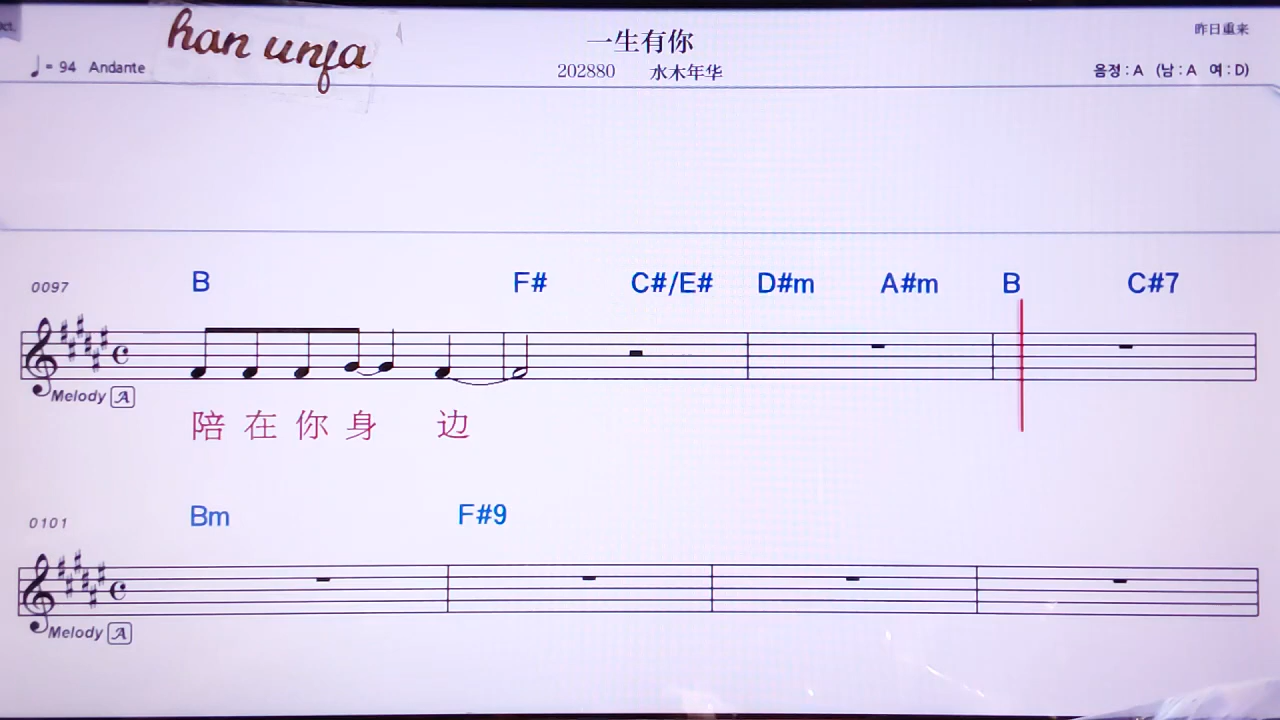 han unfa
一生有你
昨日重来
♩= 94 Andante
202880 水木年华
음정 : A (남 : A 여 : D)
B F# C#/E# D#m A#m B C#7
0097
Melody A
陪 在 你 身 边
Bm F#9
0101
Melody A